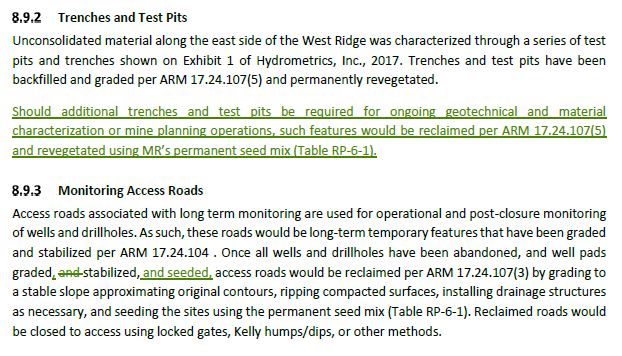 8.9.2 Trenches and Test Pits
Unconsolidated material along the east side of the West Ridge was characterized through a series of test
pits and trenches shown on Exhibit 1 of Hydrometrics, Inc., 2017. Trenches and test pits have been
backfilled and graded per ARM 17.24.107(5) and permanently revegetated.
Should additional trenches and test pits be required for ongoing geotechnical and material
characterization or mine planning operations, such features would be reclaimed per ARM 17.24.107(5)
and revegetated using MR's permanent seed mix (Table RP-6-1).
8.9.3 Monitoring Access Roads
Access roads associated with long term monitoring are used for operational and post-closure monitoring
of wells and drillholes. As such, these roads would be long-term temporary features that have been graded
and stabilized per ARM 17.24.104 . Once all wells and drillholes have been abandoned, and well pads
graded, and stabilized, and seeded, access roads would be reclaimed per ARM 17.24.107(3) by grading to
a stable slope approximating original contours, ripping compacted surfaces, installing drainage structures
as necessary, and seeding the sites using the permanent seed mix (Table RP-6-1). Reclaimed roads would
be closed to access using locked gates, Kelly humps/dips, or other methods.